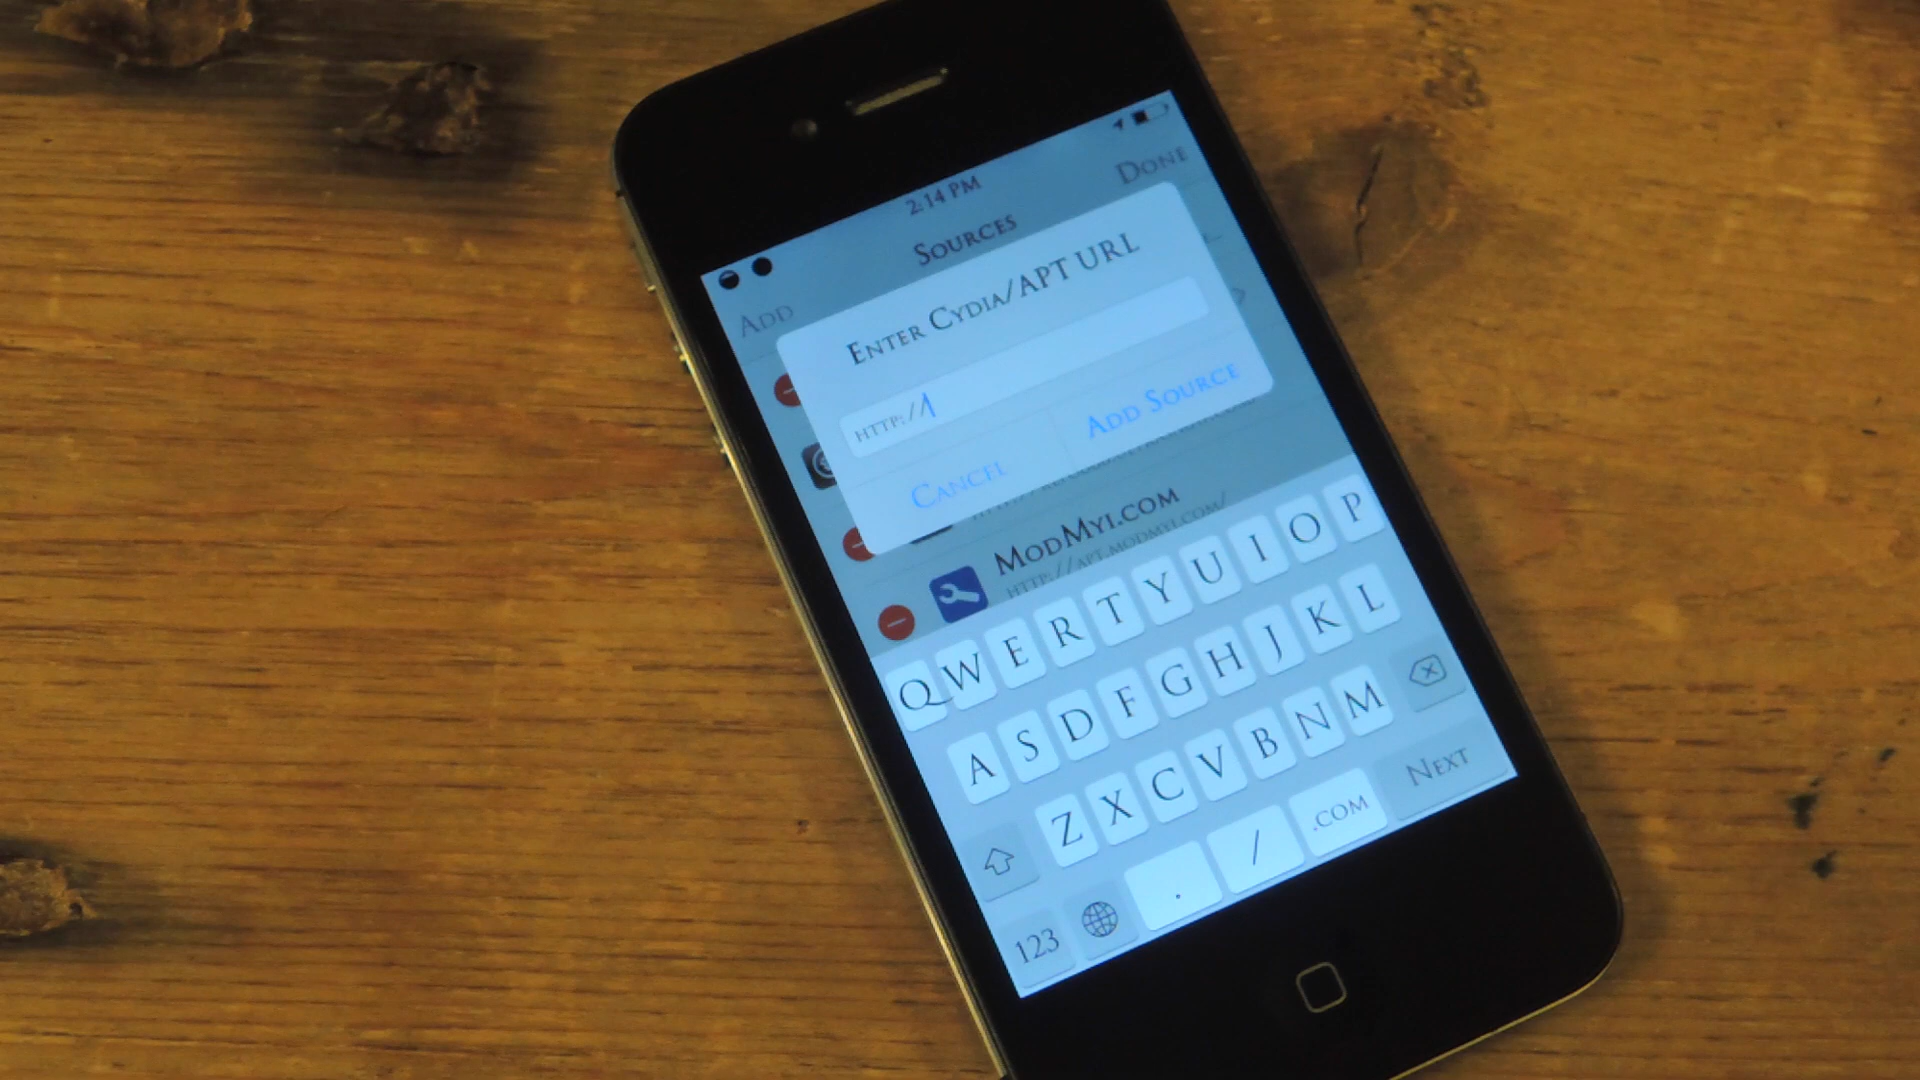 2:14 PM
Sources
Done
Add
Enter Cydia/APT URL
http://
Cancel
Add Source
ModMyi.com
http://apt.modmyi.com/
Q W E R T Y U I O P
A S D F G H J K L
Z X C V B N M
123 . / .com Next